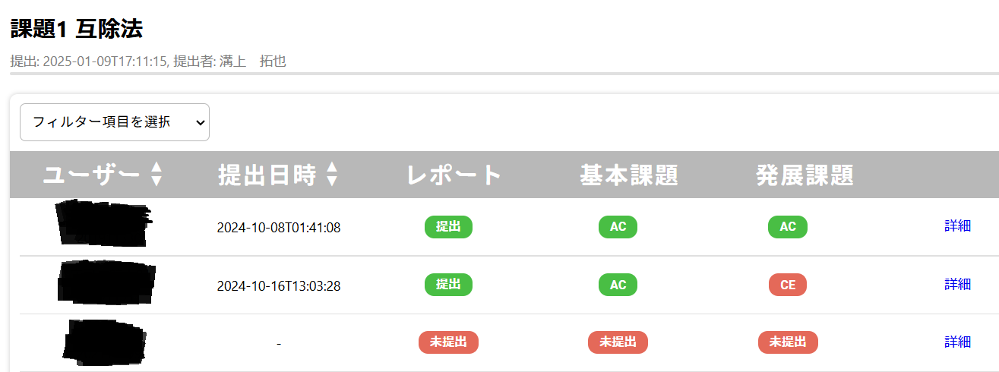 課題1 互除法
提出: 2025-01-09T17:11:15, 提出者: 溝上　拓也
フィルター項目を選択
ユーザー ▲▼ 提出日時 ▲▼ レポート 基本課題 発展課題
2024-10-08T01:41:08 提出 AC AC 詳細
2024-10-16T13:03:28 提出 AC CE 詳細
- 未提出 未提出 未提出 詳細